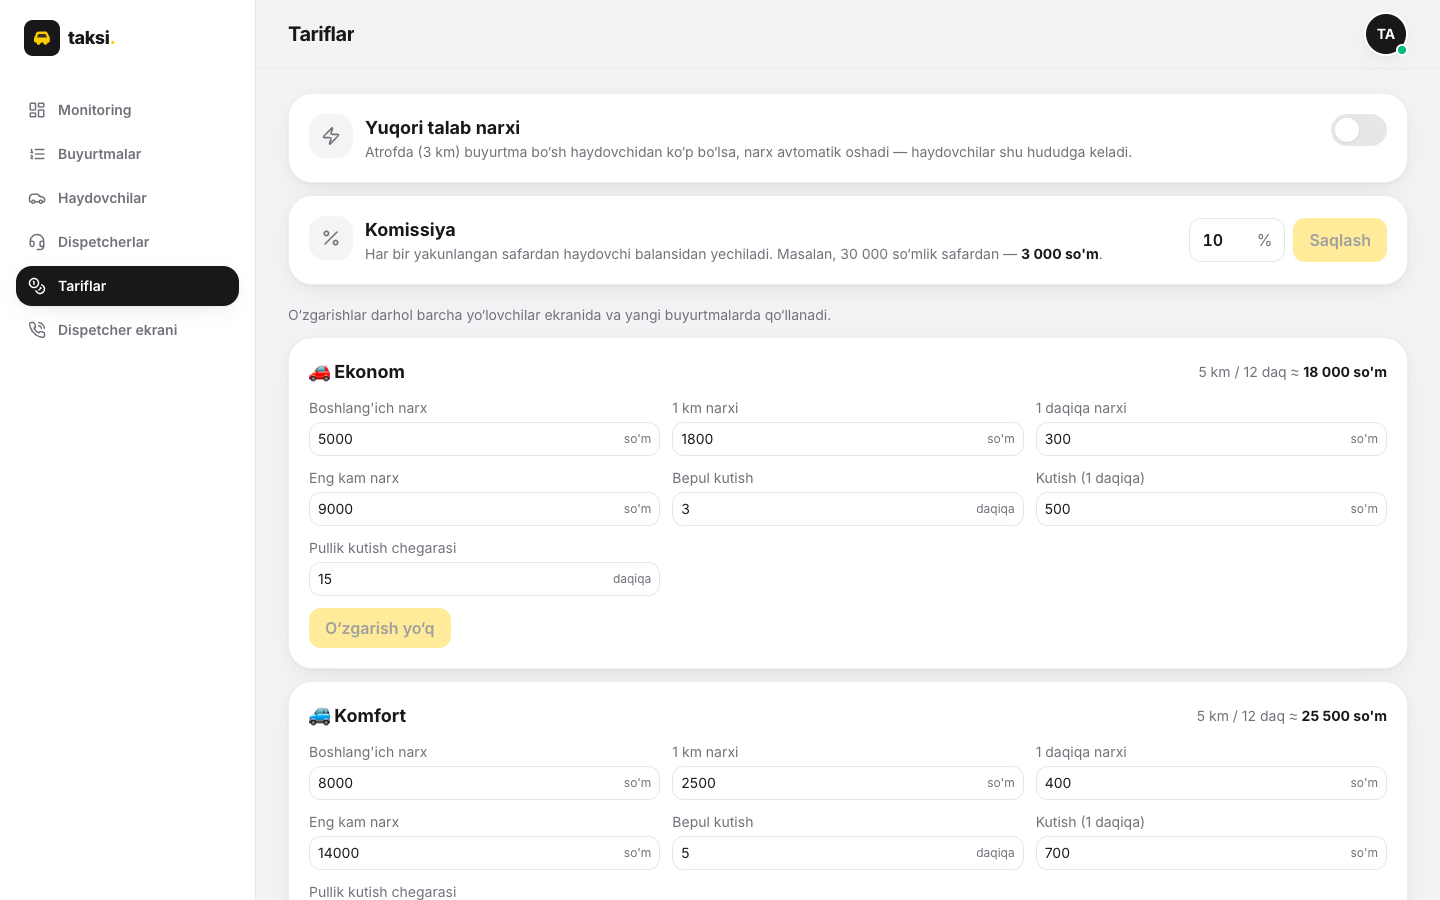 taksi.
Tariflar
TA
Monitoring
Buyurtmalar
Haydovchilar
Dispetcherlar
Tariflar
Dispetcher ekrani
Yuqori talab narxi
Atrofda (3 km) buyurtma bo‘sh haydovchidan ko‘p bo‘lsa, narx avtomatik oshadi — haydovchilar shu hududga keladi.
Komissiya
Har bir yakunlangan safardan haydovchi balansidan yechiladi. Masalan, 30 000 so‘mlik safardan — 3 000 so'm.
10 %
Saqlash
O‘zgarishlar darhol barcha yo‘lovchilar ekranida va yangi buyurtmalarda qo‘llanadi.
Ekonom
5 km / 12 daq ≈ 18 000 so'm
Boshlang'ich narx
1 km narxi
1 daqiqa narxi
5000 so'm
1800 so'm
300 so'm
Eng kam narx
Bepul kutish
Kutish (1 daqiqa)
9000 so'm
3 daqiqa
500 so'm
Pullik kutish chegarasi
15 daqiqa
O‘zgarish yo‘q
Komfort
5 km / 12 daq ≈ 25 500 so'm
Boshlang'ich narx
1 km narxi
1 daqiqa narxi
8000 so'm
2500 so'm
400 so'm
Eng kam narx
Bepul kutish
Kutish (1 daqiqa)
14000 so'm
5 daqiqa
700 so'm
Pullik kutish chegarasi